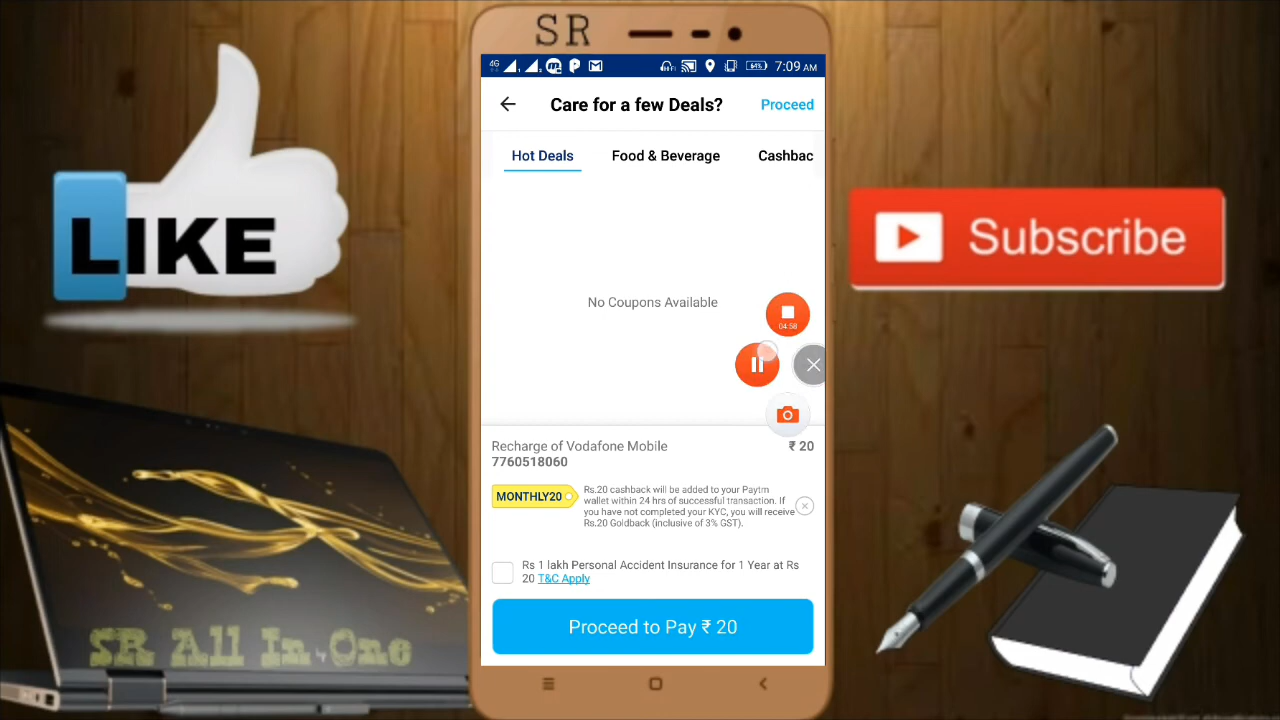 SR
4G
64%
7:09 AM
Care for a few Deals?
Proceed
Hot Deals
Food & Beverage
Cashbac
LIKE
Subscribe
No Coupons Available
04:58
Recharge of Vodafone Mobile
₹ 20
7760518060
MONTHLY20
Rs.20 cashback will be added to your Paytm
wallet within 24 hrs of successful transaction. If
you have not completed your KYC, you will receive
Rs.20 Goldback (inclusive of 3% GST).
Rs 1 lakh Personal Accident Insurance for 1 Year at Rs
20 T&C Apply
Proceed to Pay ₹ 20
SR All In One